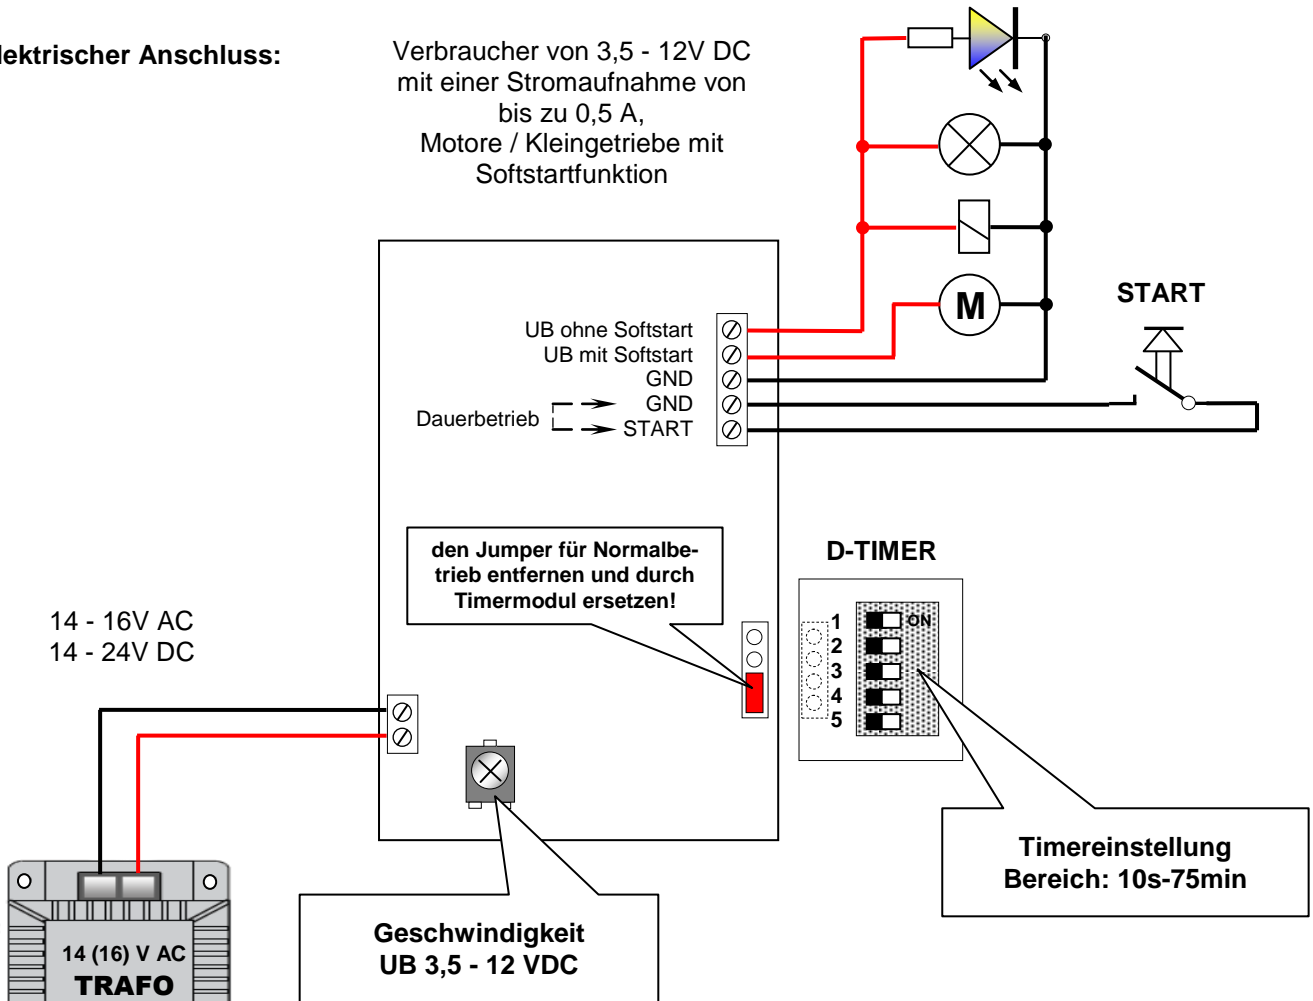 lektrischer Anschluss:
Verbraucher von 3,5 - 12V DC
mit einer Stromaufnahme von
bis zu 0,5 A,
Motore / Kleingetriebe mit
Softstartfunktion
M
START
UB ohne Softstart
UB mit Softstart
GND
GND
Dauerbetrieb
START
den Jumper für Normalbe-
trieb entfernen und durch
Timermodul ersetzen!
D-TIMER
1
ON
2
3
4
5
14 - 16V AC
14 - 24V DC
Timereinstellung
Bereich: 10s-75min
Geschwindigkeit
UB 3,5 - 12 VDC
14 (16) V AC
TRAFO